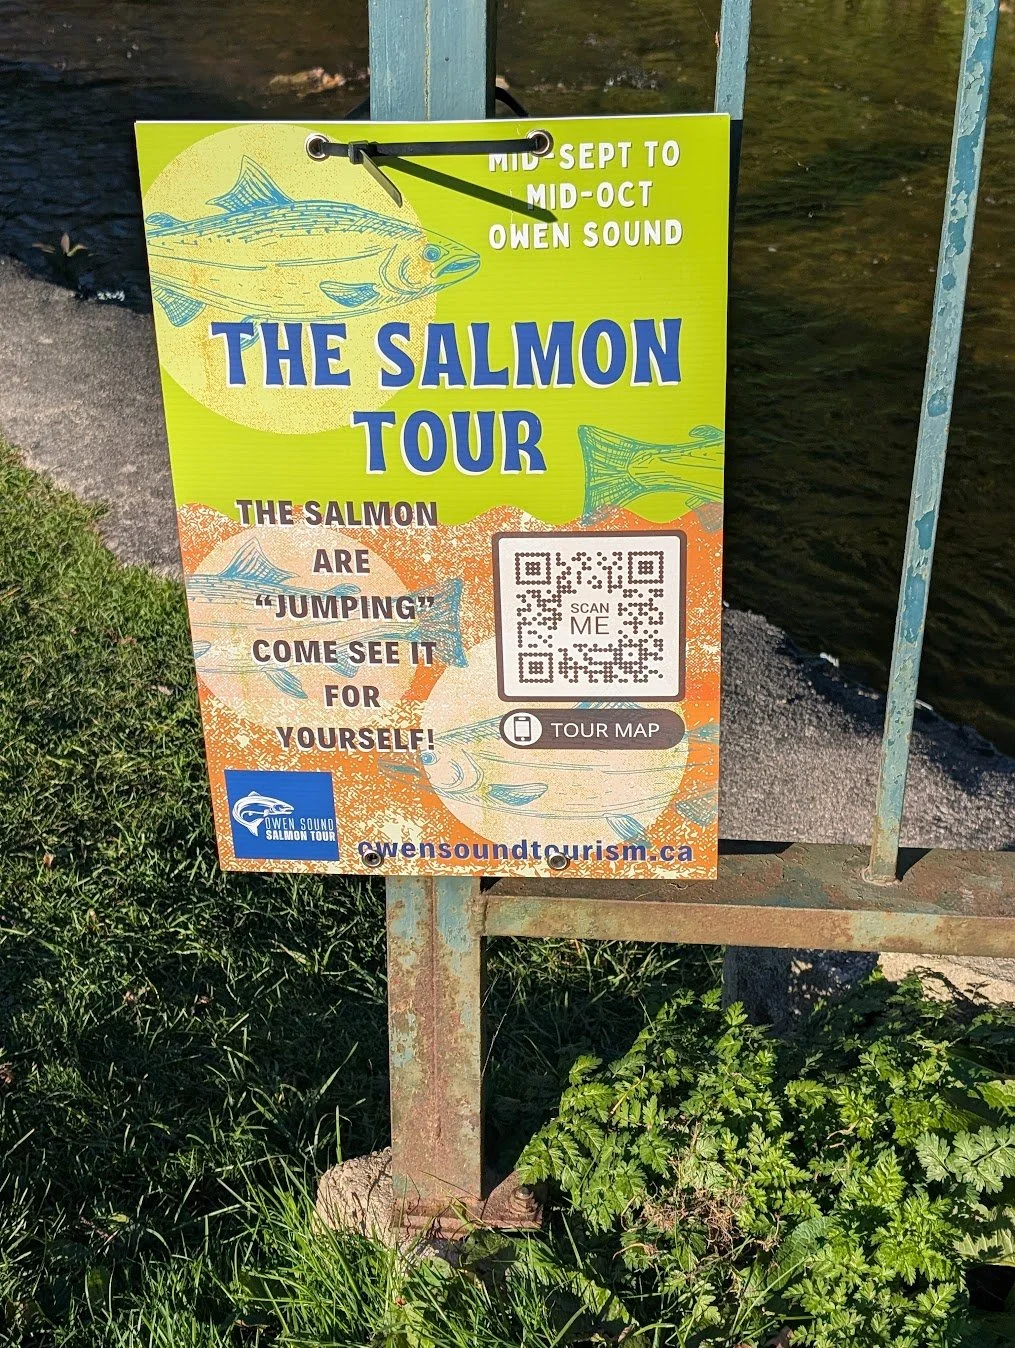 MID-SEPT TO
MID-OCT
OWEN SOUND
THE SALMON
TOUR
THE SALMON
ARE
“JUMPING”
COME SEE IT
FOR
YOURSELF!
SCAN
ME
TOUR MAP
OWEN SOUND
SALMON TOUR
owensoundtourism.ca